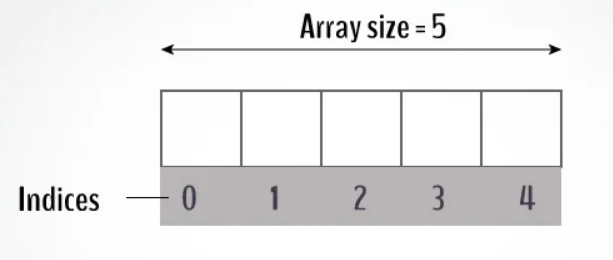 Array size = 5
Indices 0 1 2 3 4